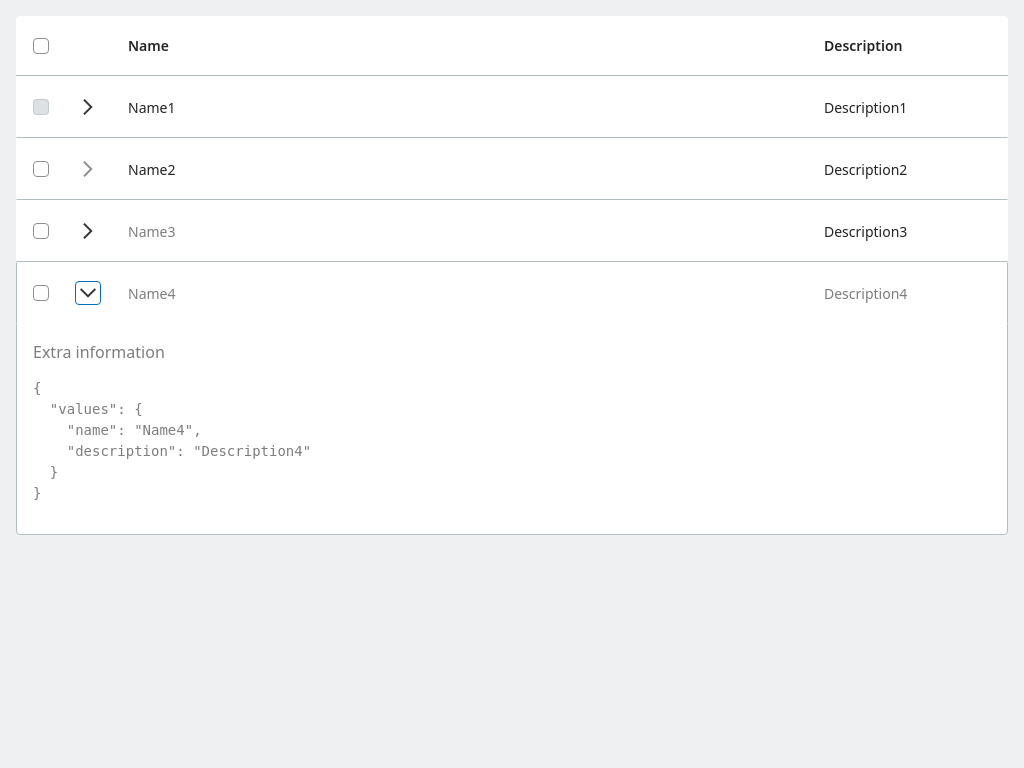 Name Description
Name1 Description1
Name2 Description2
Name3 Description3
Name4 Description4
Extra information
{
  "values": {
    "name": "Name4",
    "description": "Description4"
  }
}